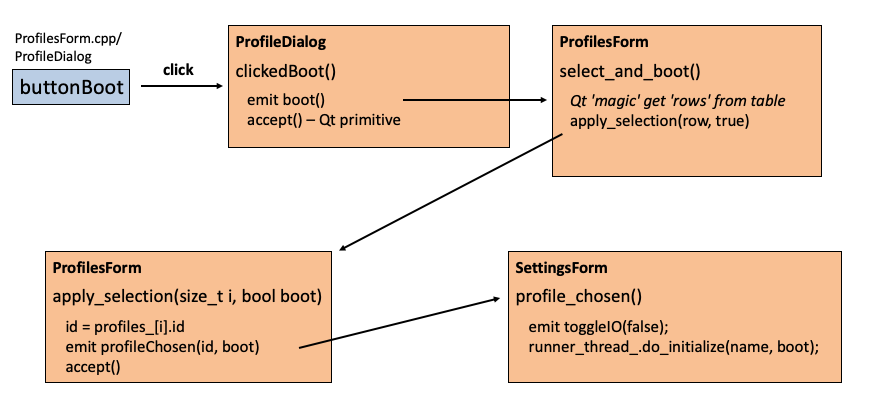 ProfilesForm.cpp/
ProfileDialog
buttonBoot
click
ProfileDialog
clickedBoot()
emit boot()
accept() – Qt primitive
ProfilesForm
select_and_boot()
Qt 'magic' get 'rows' from table
apply_selection(row, true)
ProfilesForm
apply_selection(size_t i, bool boot)
id = profiles_[i].id
emit profileChosen(id, boot)
accept()
SettingsForm
profile_chosen()
emit toggleIO(false);
runner_thread_.do_initialize(name, boot);